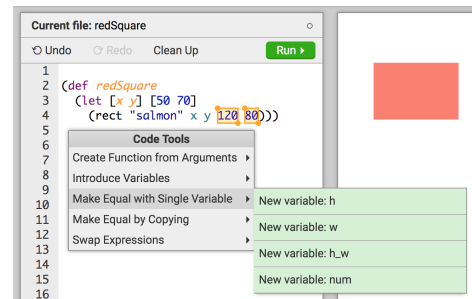 Current file: redSquare
Undo Redo Clean Up Run
1
2 (def redSquare
3 (let [x y] [50 70]
4 (rect "salmon" x y 120 80)))
5
6 Code Tools
7 Create Function from Arguments
8 Introduce Variables
9 Make Equal with Single Variable New variable: h
10
11 Make Equal by Copying New variable: w
12 Swap Expressions New variable: h_w
13
14 New variable: num
15
16